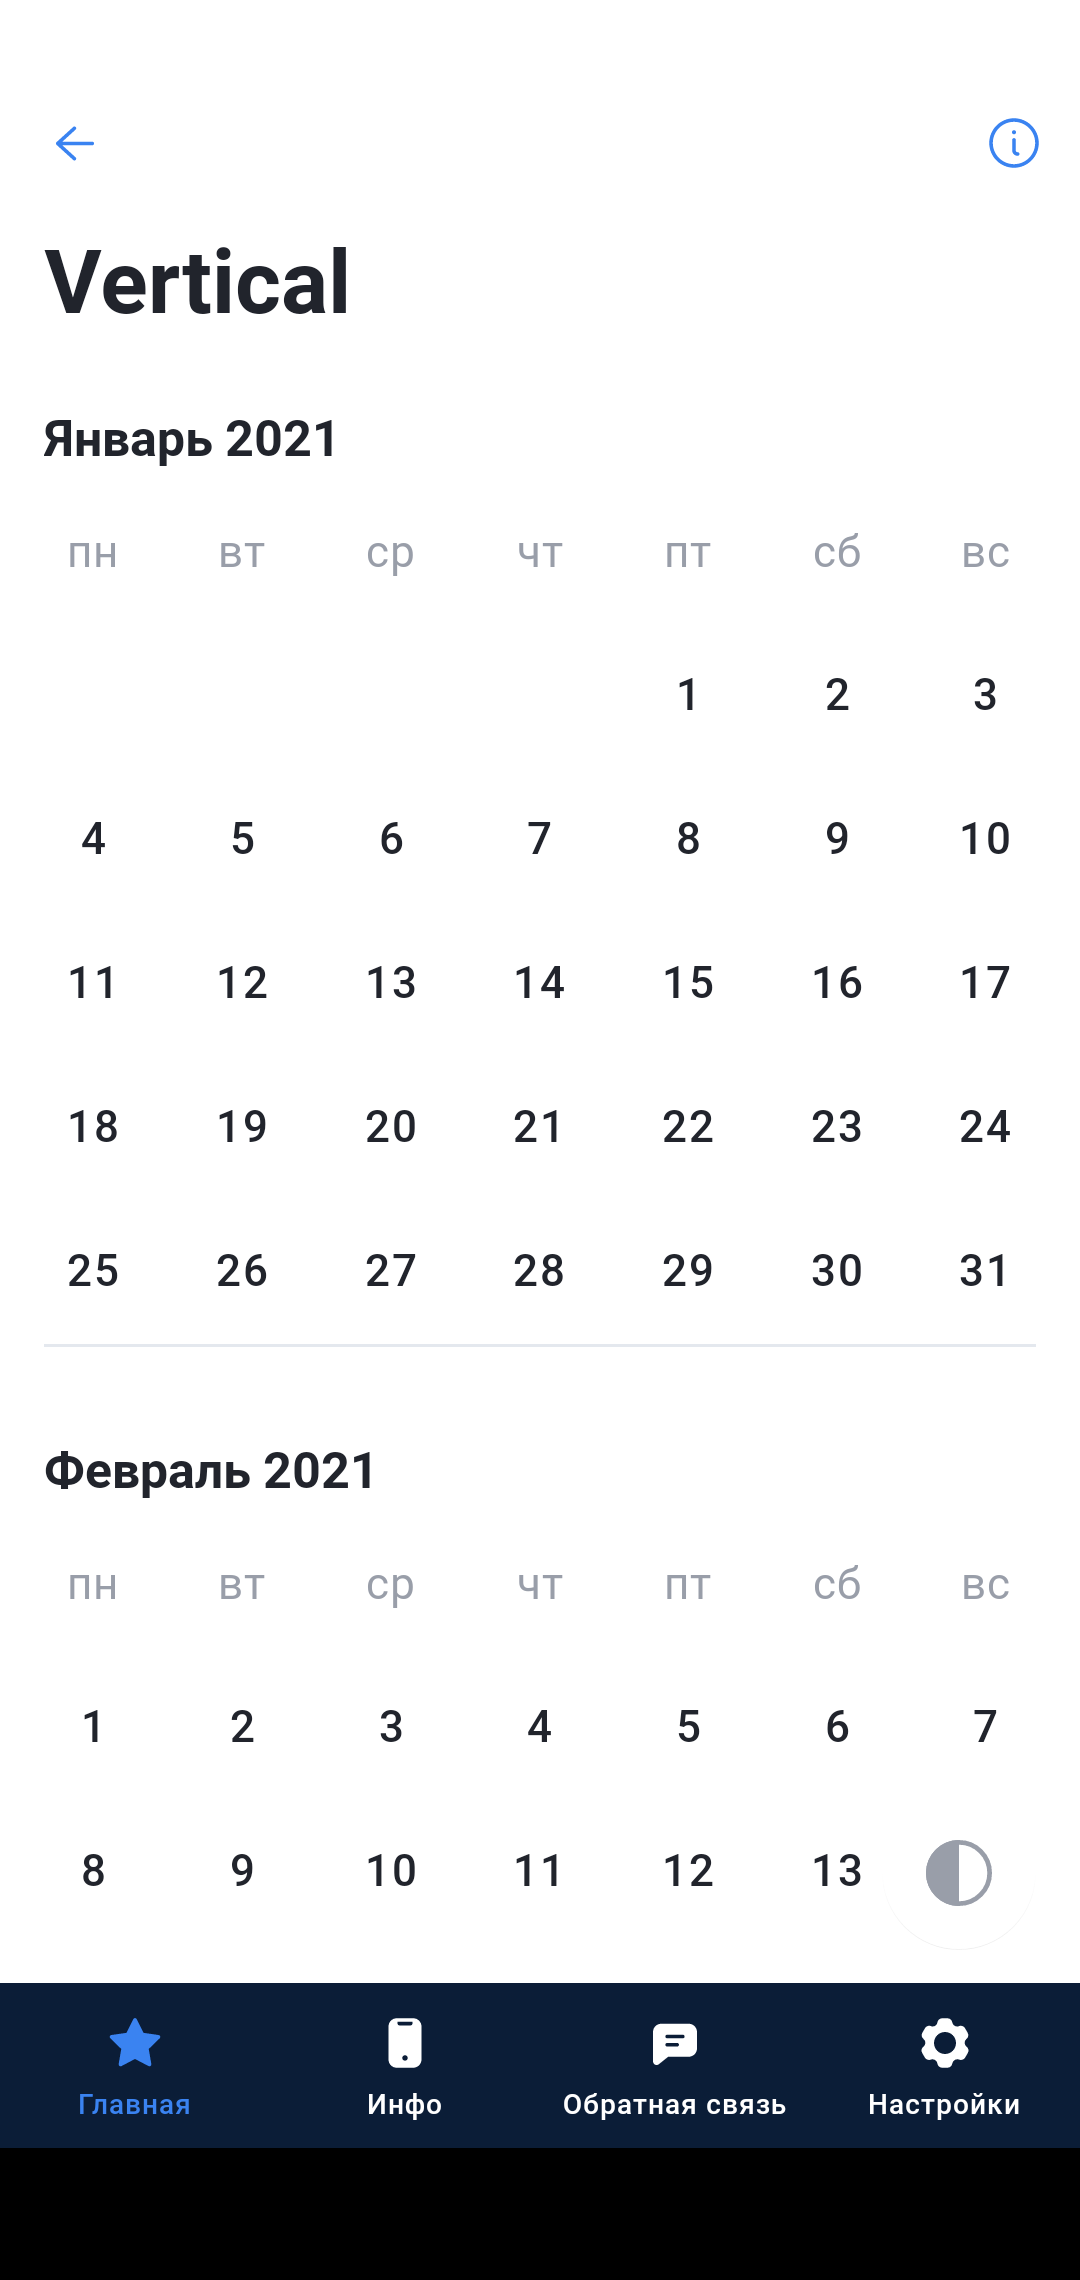 Vertical
Январь 2021
пн вт ср чт пт сб вс
1 2 3
4 5 6 7 8 9 10
11 12 13 14 15 16 17
18 19 20 21 22 23 24
25 26 27 28 29 30 31
Февраль 2021
пн вт ср чт пт сб вс
1 2 3 4 5 6 7
8 9 10 11 12 13
Главная Инфо Обратная связь Настройки